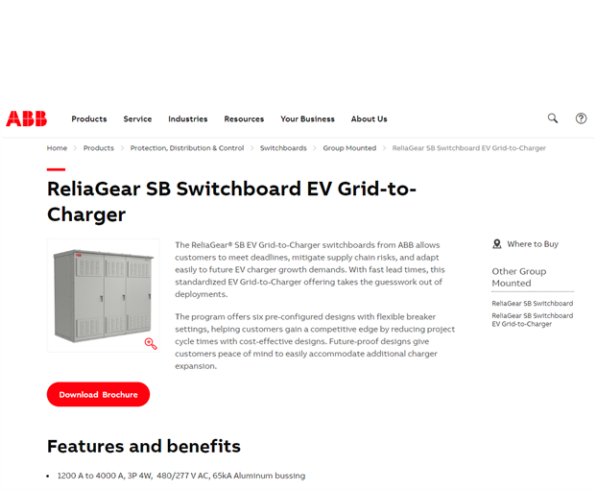 ABB
Products Service Industries Resources Your Business About Us
Home > Products > Protection, Distribution & Control > Switchboards > Group Mounted > ReliaGear SB Switchboard EV Grid-to-Charger
ReliaGear SB Switchboard EV Grid-to-
Charger
The ReliaGear® SB EV Grid-to-Charger switchboards from ABB allows
customers to meet deadlines, mitigate supply chain risks, and adapt
easily to future EV charger growth demands. With fast lead times, this
standardized EV Grid-to-Charger offering takes the guesswork out of
deployments.
The program offers six pre-configured designs with flexible breaker
settings, helping customers gain a competitive edge by reducing project
cycle times with cost-effective designs. Future-proof designs give
customers peace of mind to easily accommodate additional charger
expansion.
Where to Buy
Other Group
Mounted
ReliaGear SB Switchboard
ReliaGear SB Switchboard
EV Grid-to-Charger
Download Brochure
Features and benefits
• 1200 A to 4000 A, 3P 4W, 480/277 V AC, 65kA Aluminum bussing